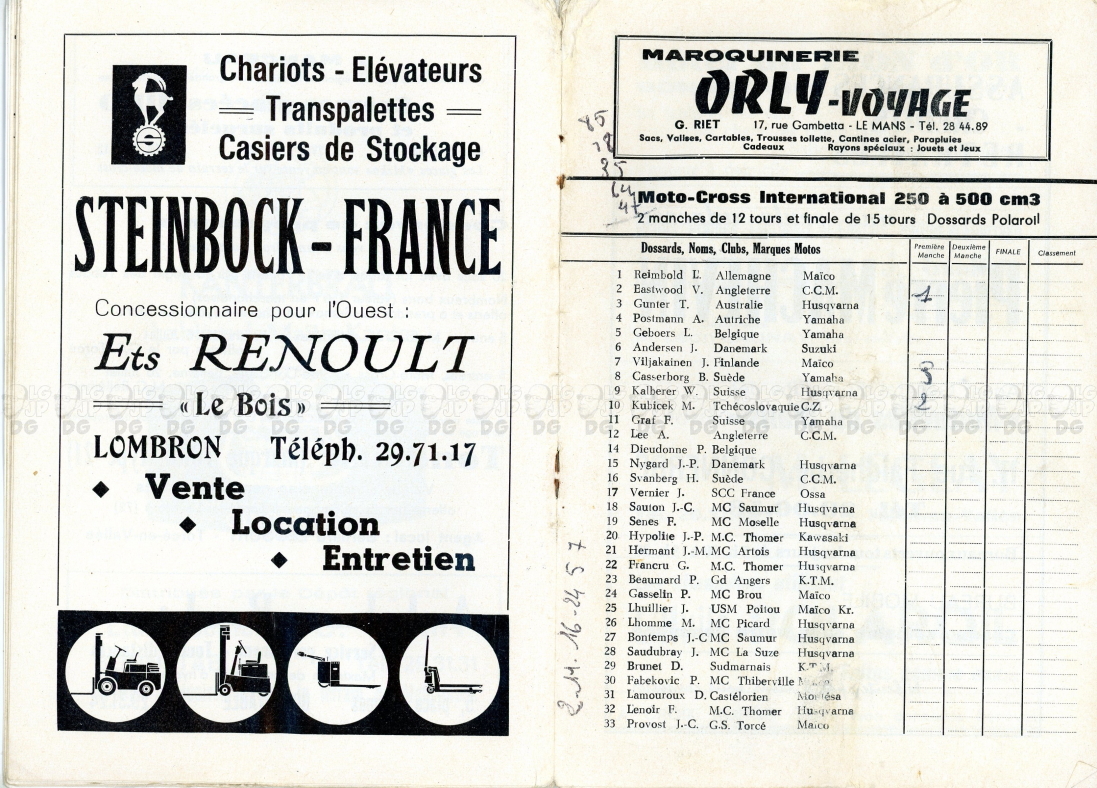 Chariots - Elévateurs
Transpalettes
Casiers de Stockage
S
STEINBOCK - FRANCE
Concessionnaire pour l'Ouest :
Ets RENOULT
« Le Bois »
LOMBRON Téléph. 29.71.17
◆ Vente
◆ Location
◆ Entretien
MAROQUINERIE
ORLY-VOYAGE
G. RIET 17, rue Gambetta - LE MANS - Tél. 28 44.89
Sacs, Valises, Cartables, Trousses toilette, Cantines acier, Parapluies
Cadeaux Rayons spéciaux : Jouets et Jeux
85
35
64
47
Moto-Cross International 250 à 500 cm3
2 manches de 12 tours et finale de 15 tours Dossards Polaroïl
Dossards, Noms, Clubs, Marques Motos Première Manche Deuxième Manche FINALE Classement
1 Reimbold L. Allemagne Maïco
2 Eastwood V. Angleterre C.C.M.
3 Gunter T. Australie Husqvarna 1
4 Postmann A. Autriche Yamaha
5 Geboers L. Belgique Yamaha
6 Andersen J. Danemark Suzuki
7 Viljakainen J. Finlande Maïco
8 Casserborg B. Suède Yamaha 3
9 Kalberer W. Suisse Husqvarna
10 Kubicek M. Tchécoslovaquie C.Z. 2
11 Graf F. Suisse Yamaha
12 Lee A. Angleterre C.C.M.
14 Dieudonne P. Belgique
15 Nygard J.-P. Danemark Husqvarna
16 Svanberg H. Suède C.C.M.
17 Vernier J. SCC France Ossa
18 Sauton J.-C. MC Saumur Husqvarna
19 Senes F. MC Moselle Husqvarna
20 Hypolite J.-P. M.C. Thomer Kawasaki
21 Hermant J.-M. MC Artois Husqvarna
22 Francru G. M.C. Thomer Husqvarna
23 Beaumard P. Gd Angers K.T.M.
24 Gasselin P. MC Brou Maïco
25 Lhuillier J. USM Poitou Maïco Kr.
26 Lhomme M. MC Picard Husqvarna
27 Bontemps J.-C MC Saumur Husqvarna
28 Saudubray J. MC La Suze Husqvarna
29 Brunet D. Sudmarnais K.T.M.
30 Fabekovic P. MC Thiberville
31 Lamouroux D. Castélorien Montésa
32 Lenoir F. M.C. Thomer Husqvarna
33 Provost J.-C. G.S. Torcé Maïco
16-24 5 7